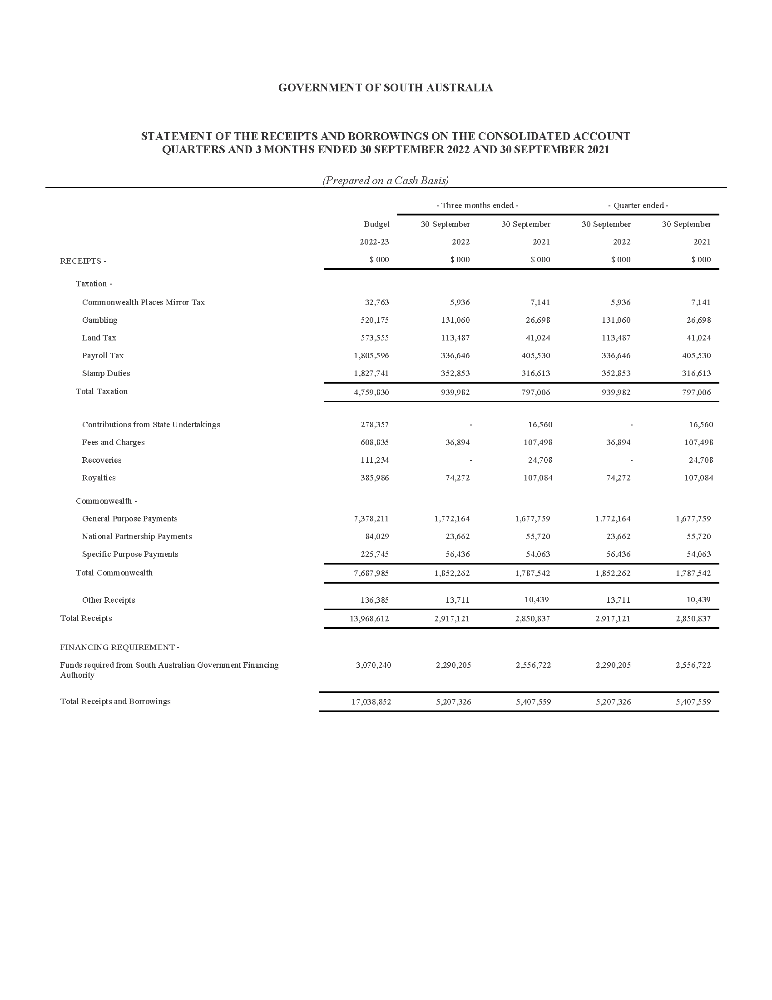 GOVERNMENT OF SOUTH AUSTRALIA
STATEMENT OF THE RECEIPTS AND BORROWINGS ON THE CONSOLIDATED ACCOUNT
QUARTERS AND 3 MONTHS ENDED 30 SEPTEMBER 2022 AND 30 SEPTEMBER 2021
(Prepared on a Cash Basis)
- Three months ended - - Quarter ended -
Budget 30 September 30 September 30 September 30 September
2022-23 2022 2021 2022 2021
RECEIPTS - $ 000 $ 000 $ 000 $ 000 $ 000
Taxation -
Commonwealth Places Mirror Tax 32,763 5,936 7,141 5,936 7,141
Gambling 520,175 131,060 26,698 131,060 26,698
Land Tax 573,555 113,487 41,024 113,487 41,024
Payroll Tax 1,805,596 336,646 405,530 336,646 405,530
Stamp Duties 1,827,741 352,853 316,613 352,853 316,613
Total Taxation 4,759,830 939,982 797,006 939,982 797,006
Contributions from State Undertakings 278,357 - 16,560 - 16,560
Fees and Charges 608,835 36,894 107,498 36,894 107,498
Recoveries 111,234 - 24,708 - 24,708
Royalties 385,986 74,272 107,084 74,272 107,084
Commonwealth -
General Purpose Payments 7,378,211 1,772,164 1,677,759 1,772,164 1,677,759
National Partnership Payments 84,029 23,662 55,720 23,662 55,720
Specific Purpose Payments 225,745 56,436 54,063 56,436 54,063
Total Commonwealth 7,687,985 1,852,262 1,787,542 1,852,262 1,787,542
Other Receipts 136,385 13,711 10,439 13,711 10,439
Total Receipts 13,968,612 2,917,121 2,850,837 2,917,121 2,850,837
FINANCING REQUIREMENT -
Funds required from South Australian Government Financing 3,070,240 2,290,205 2,556,722 2,290,205 2,556,722
Authority
Total Receipts and Borrowings 17,038,852 5,207,326 5,407,559 5,207,326 5,407,559